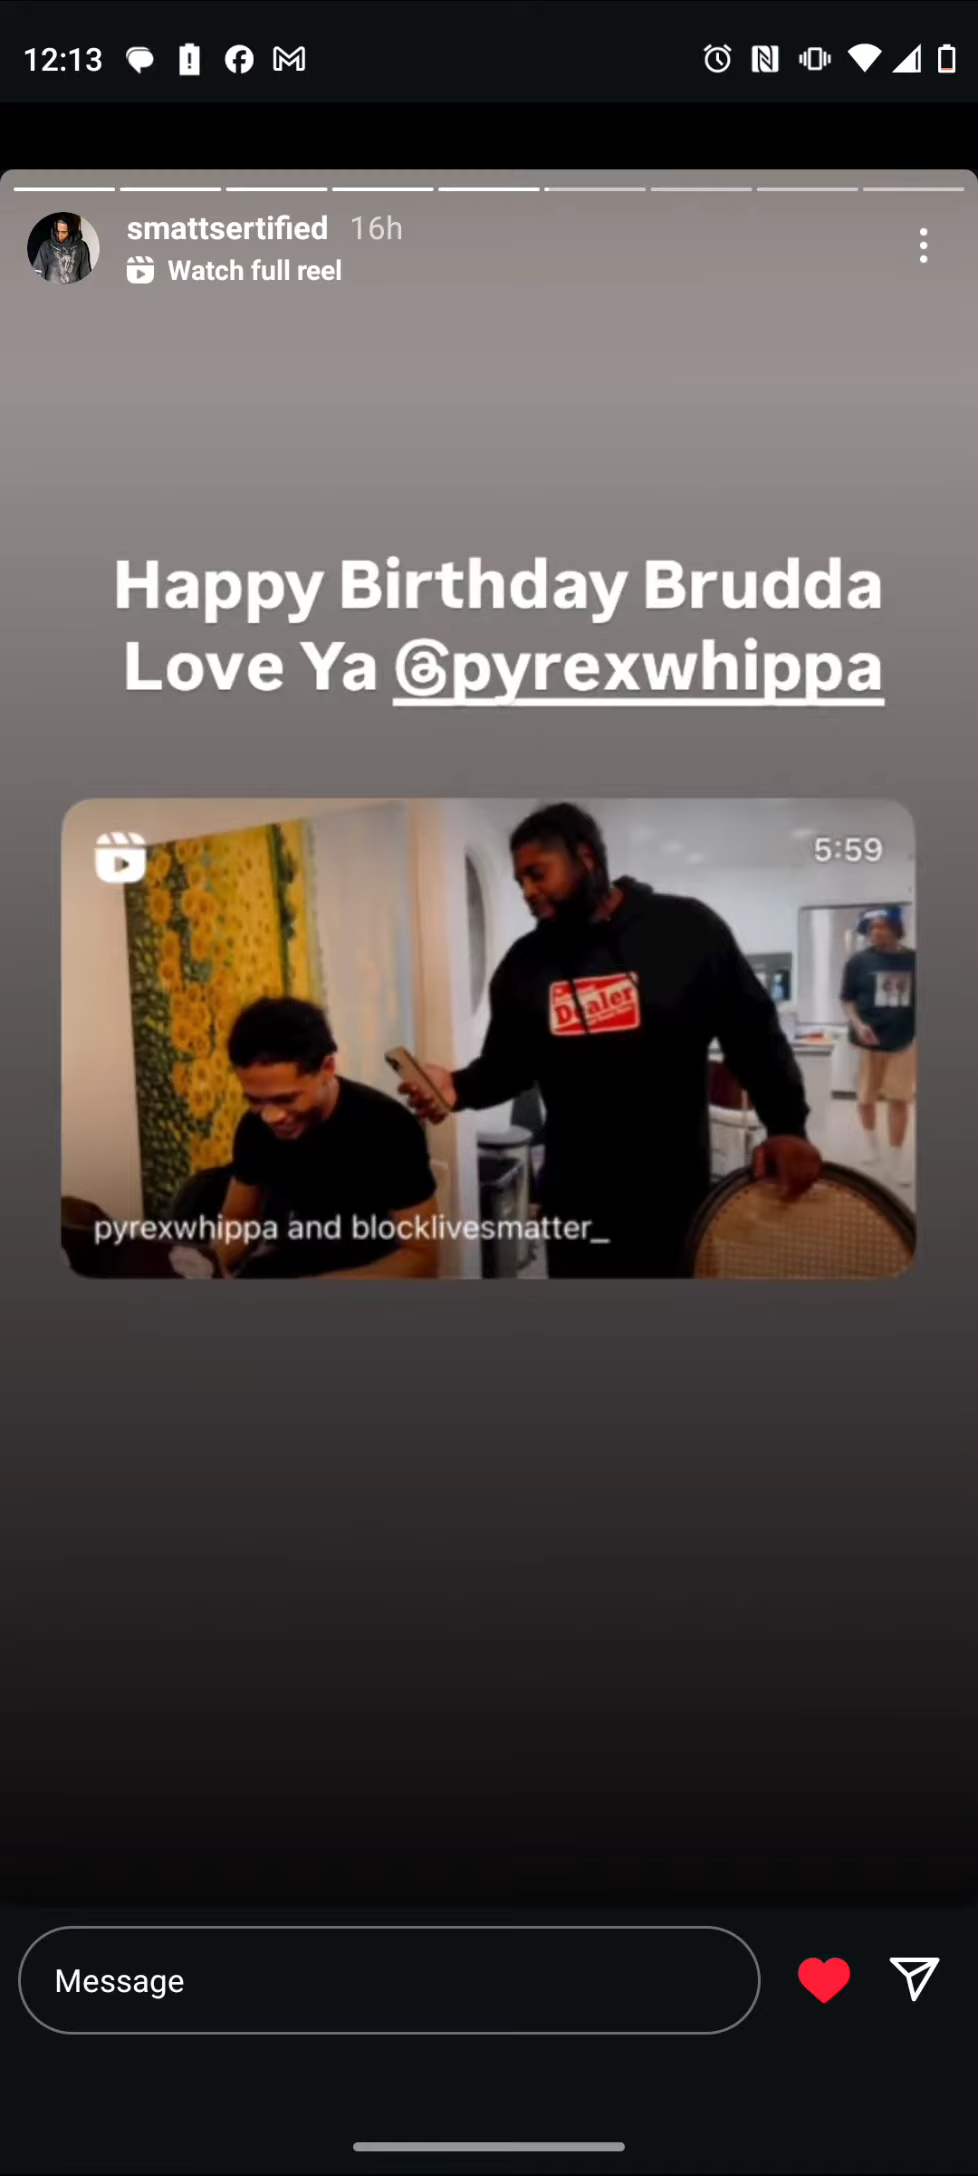 12:13
smattsertified 16h
Watch full reel
Happy Birthday Brudda
Love Ya @pyrexwhippa
5:59
Dealer
pyrexwhippa and blocklivesmatter_
Message